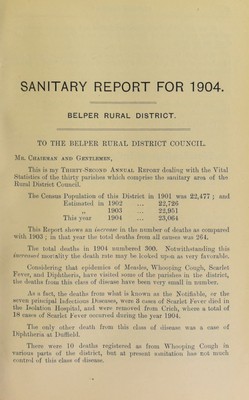 SANITARY REPORT FOR 1904.
BELPER RURAL DISTRICT.
TO THE BELPER RURAL DISTRICT COUNCIL.
Mr. Chairman and Gentlemen,
This is my Thirty-Second Annual Report dealing with the Vital
Statistics of the thirty parishes which comprise the sanitary area of the
Rural District Council.
The Census Population of this District in 1901 was 22,477 ; and
Estimated in 1902 ... 22,726
„ 1903 ... 22,951
This year 1904 ... 23,064
This Report shows an increase in the number of deaths as compared
with 1903 ; in that year the total deaths from all causes was 264.
The total deaths in 1904 numbered 300. Notwithstanding this
increased mortality the death rate may be looked upon as very favorable.
Considering that epidemics of Measles, Whooping Cough, Scarlet
Fever, and Diphtheria, have visited some of the parishes in the district,
the deaths from this class of disease have been very small in number.
As a fact, the deaths from what is known as the Notifiable, or the
seven principal Infectious Diseases, were 3 cases of Scarlet Fever died in
the Isolation Hospital, and were removed from Crich, where a total of
18 cases of Scarlet Fever occurred during the year 1904.
The only other death from this class of disease was a case of
Diphtheria at Duffield.
There were 10 deaths registered as from Whooping Cough in
various parts of the district, but at present sanitation has not much
control of this class of disease.